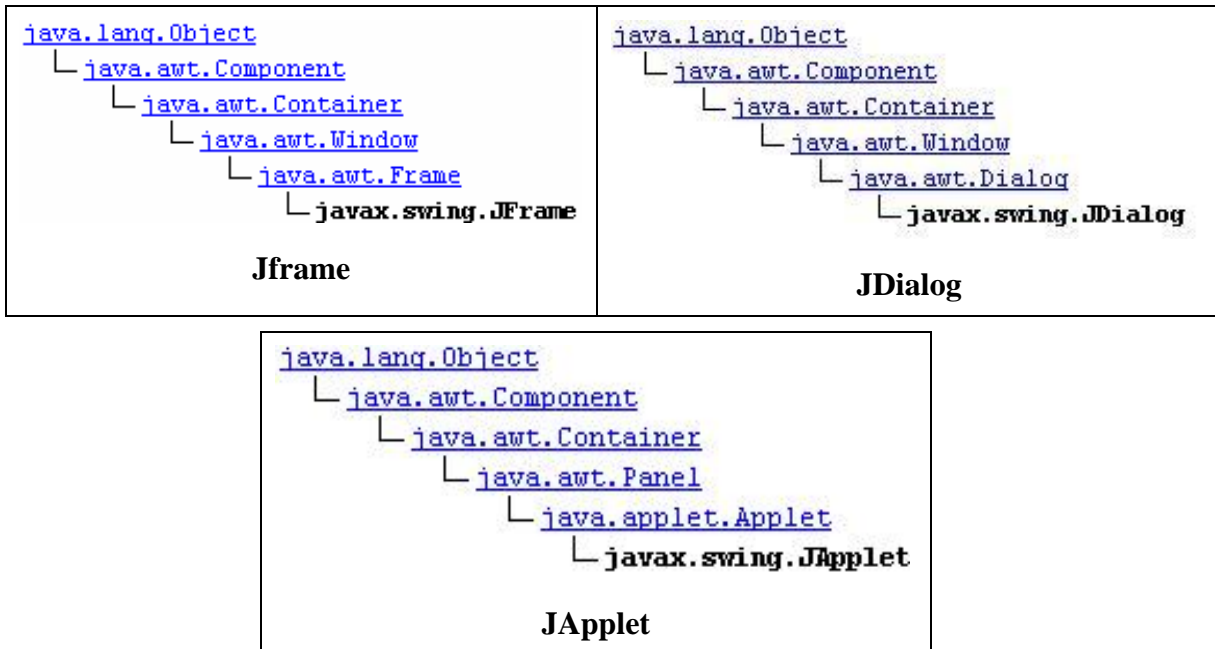 java.lang.Object
java.awt.Component
java.awt.Container
java.awt.Window
java.awt.Frame
javax.swing.JFrame
Jframe
java.lang.Object
java.awt.Component
java.awt.Container
java.awt.Window
java.awt.Dialog
javax.swing.JDialog
JDialog
java.lang.Object
java.awt.Component
java.awt.Container
java.awt.Panel
java.applet.Applet
javax.swing.JApplet
JApplet